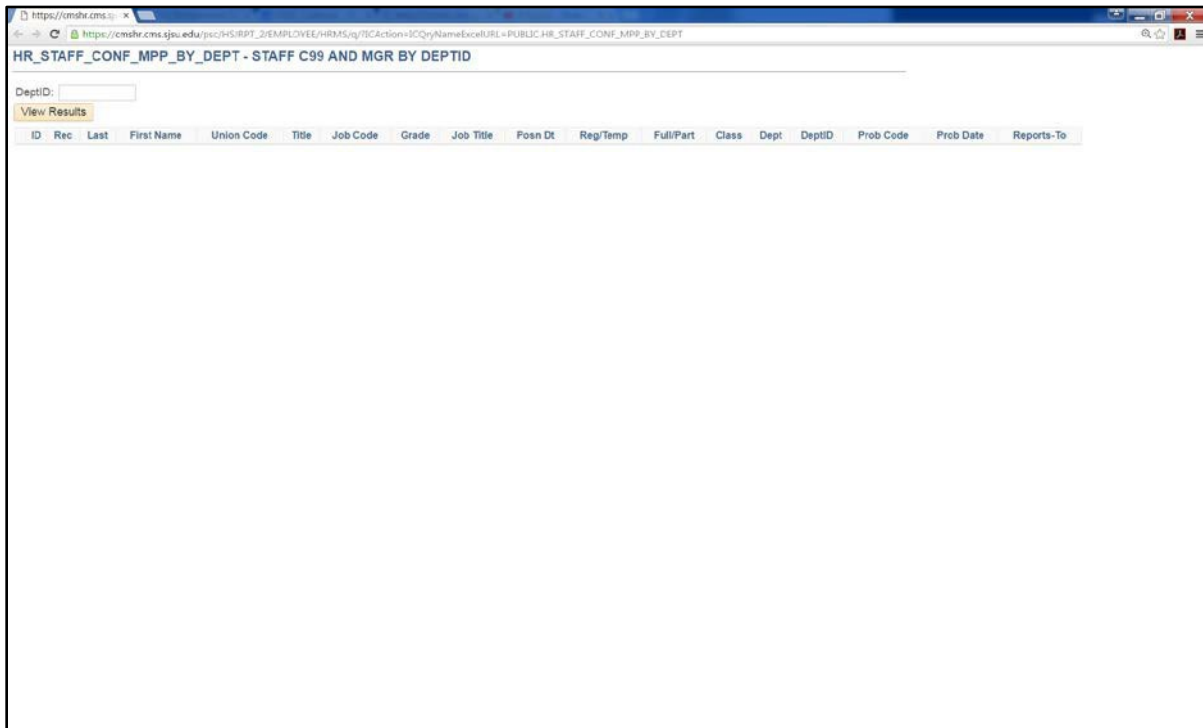 https://cmshr.cms.sj
https://cmshr.cms.sjsu.edu/psc/HSJRPT_2/EMPLOYEE/HRMS/q/?ICAction=ICQryNameExcelURL=PUBLIC.HR_STAFF_CONF_MPP_BY_DEPT
HR_STAFF_CONF_MPP_BY_DEPT - STAFF C99 AND MGR BY DEPTID
DeptID:
View Results
ID Rec Last First Name Union Code Title Job Code Grade Job Title Posn Dt Reg/Temp Full/Part Class Dept DeptID Prob Code Prob Date Reports-To